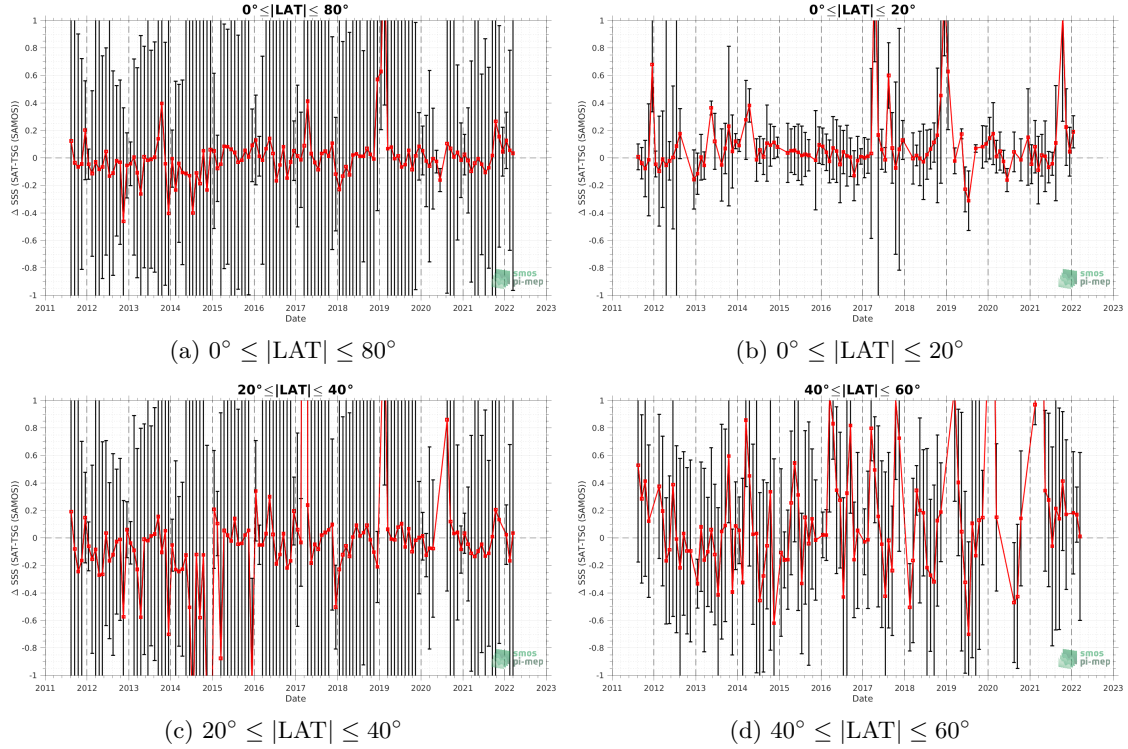 0°≤|LAT|≤ 80°
Δ SSS (SAT-TSG (SAMOS))
1
0.8
0.6
0.4
0.2
0
-0.2
-0.4
-0.6
-0.8
-1
2011 2012 2013 2014 2015 2016 2017 2018 2019 2020 2021 2022 2023
Date
smos
pi-mep
(a) 0° ≤ |LAT| ≤ 80°
0°≤|LAT|≤ 20°
Δ SSS (SAT-TSG (SAMOS))
1
0.8
0.6
0.4
0.2
0
-0.2
-0.4
-0.6
-0.8
-1
2011 2012 2013 2014 2015 2016 2017 2018 2019 2020 2021 2022 2023
Date
smos
pi-mep
(b) 0° ≤ |LAT| ≤ 20°
20°≤|LAT|≤ 40°
Δ SSS (SAT-TSG (SAMOS))
1
0.8
0.6
0.4
0.2
0
-0.2
-0.4
-0.6
-0.8
-1
2011 2012 2013 2014 2015 2016 2017 2018 2019 2020 2021 2022 2023
Date
smos
pi-mep
(c) 20° ≤ |LAT| ≤ 40°
40°≤|LAT|≤ 60°
Δ SSS (SAT-TSG (SAMOS))
1
0.8
0.6
0.4
0.2
0
-0.2
-0.4
-0.6
-0.8
-1
2011 2012 2013 2014 2015 2016 2017 2018 2019 2020 2021 2022 2023
Date
smos
pi-mep
(d) 40° ≤ |LAT| ≤ 60°